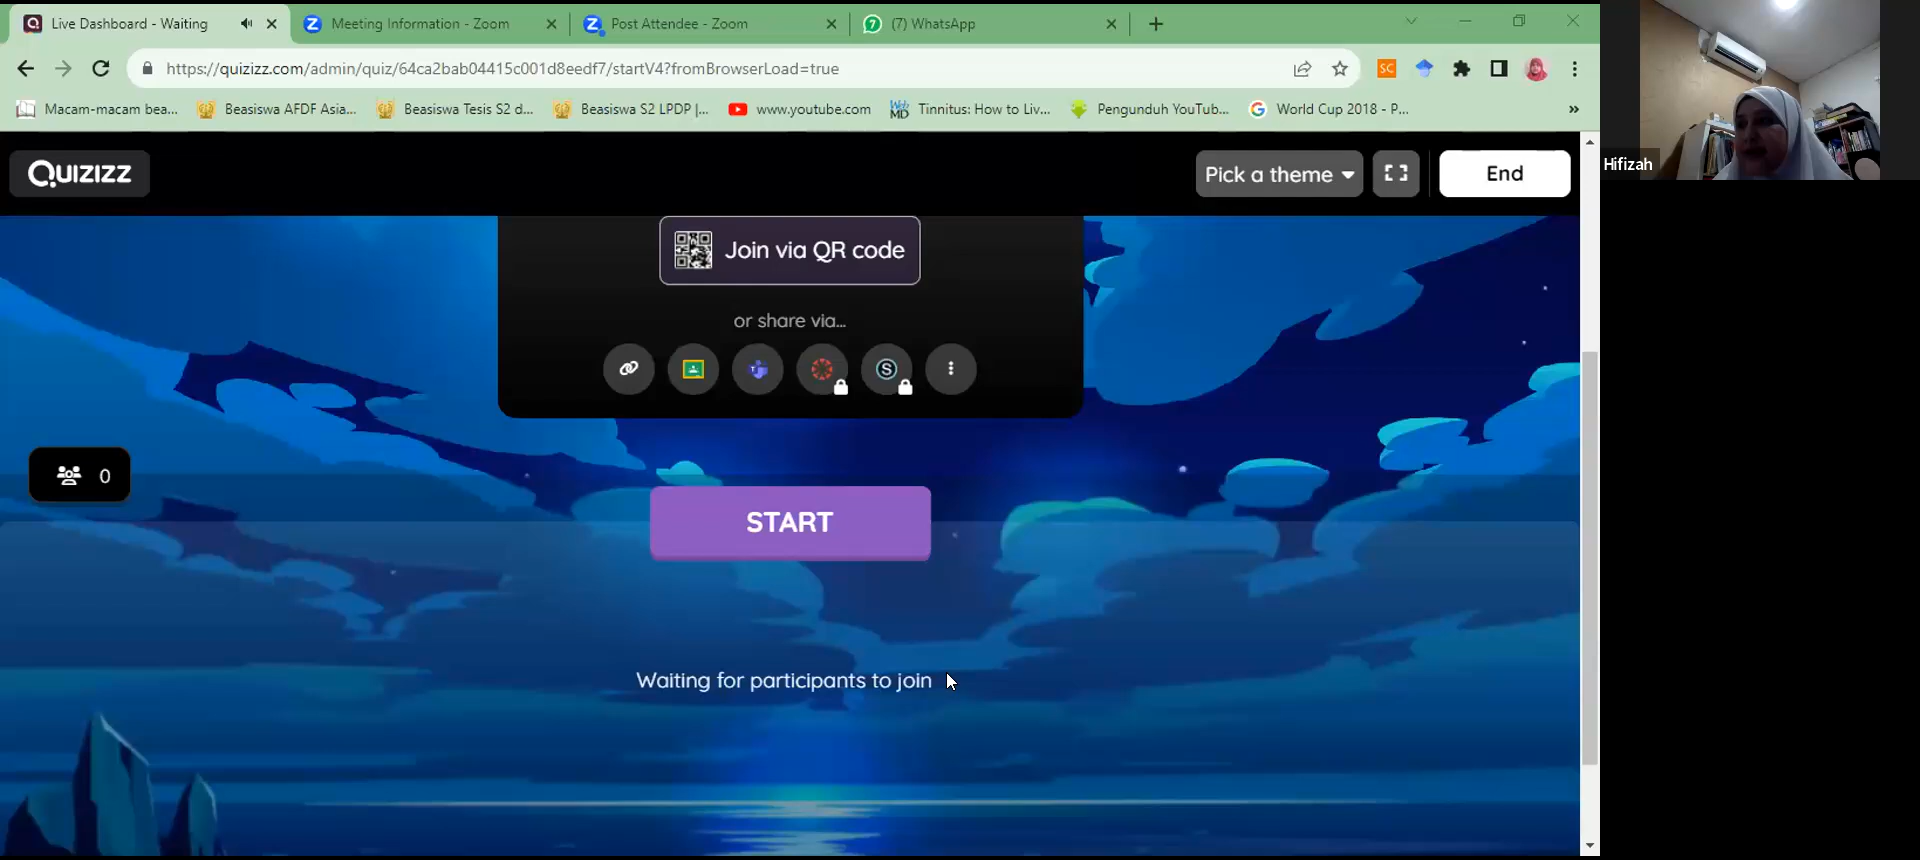 Live Dashboard - Waiting
Meeting Information - Zoom
Post Attendee - Zoom
(7) WhatsApp
https://quizizz.com/admin/quiz/64ca2bab04415c001d8eedf7/startV4?fromBrowserLoad=true
SC
Macam-macam bea...
Beasiswa AFDF Asia...
Beasiswa Tesis S2 d...
Beasiswa S2 LPDP |...
www.youtube.com
Web MD
Tinnitus: How to Liv...
Pengunduh YouTub...
World Cup 2018 - P...
Quizizz
Pick a theme
End
Hifizah
Join via QR code
or share via...
0
START
Waiting for participants to join